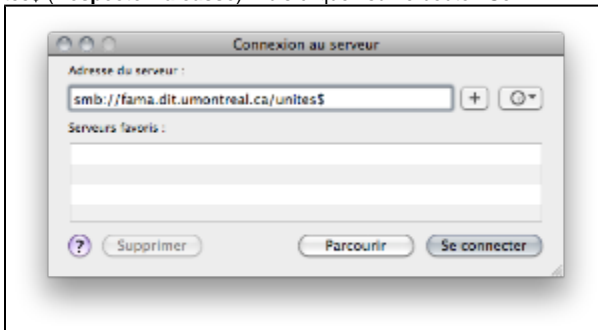 Connexion au serveur
Adresse du serveur :
smb://fama.dit.umontreal.ca/unites$
+
Serveurs favoris :
? Supprimer Parcourir Se connecter